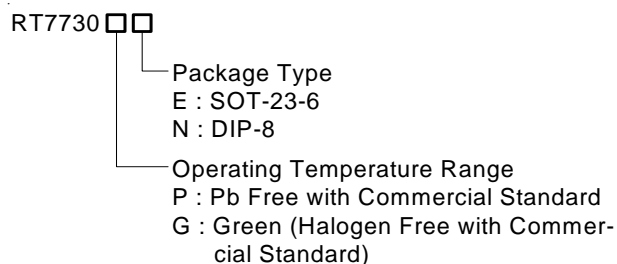 RT7730 □□
Package Type
E : SOT-23-6
N : DIP-8
Operating Temperature Range
P : Pb Free with Commercial Standard
G : Green (Halogen Free with Commer-
cial Standard)